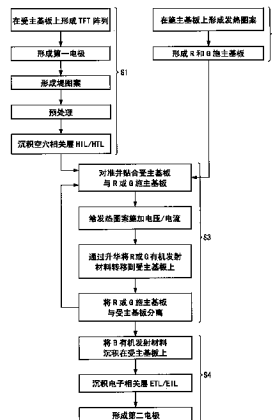 在受主基板上形成 TFT 阵列
形成第一电极
形成堤图案
预处理
沉积空穴相关层 HIL/HTL
S1
在施主基板上形成发热图案
形成 R 和 G 施主基板
对准并贴合受主基板
与 R 或 G 施主基板
给发热图案施加电压/电流
通过升华将 R 或 G 有机发射
材料转移到受主基板上
将 R 或 G 施主基板
与受主基板分离
S3
将 B 有机发射材料
沉积在受主基板上
沉积电子相关层 ETL/EIL
形成第二电极
S4